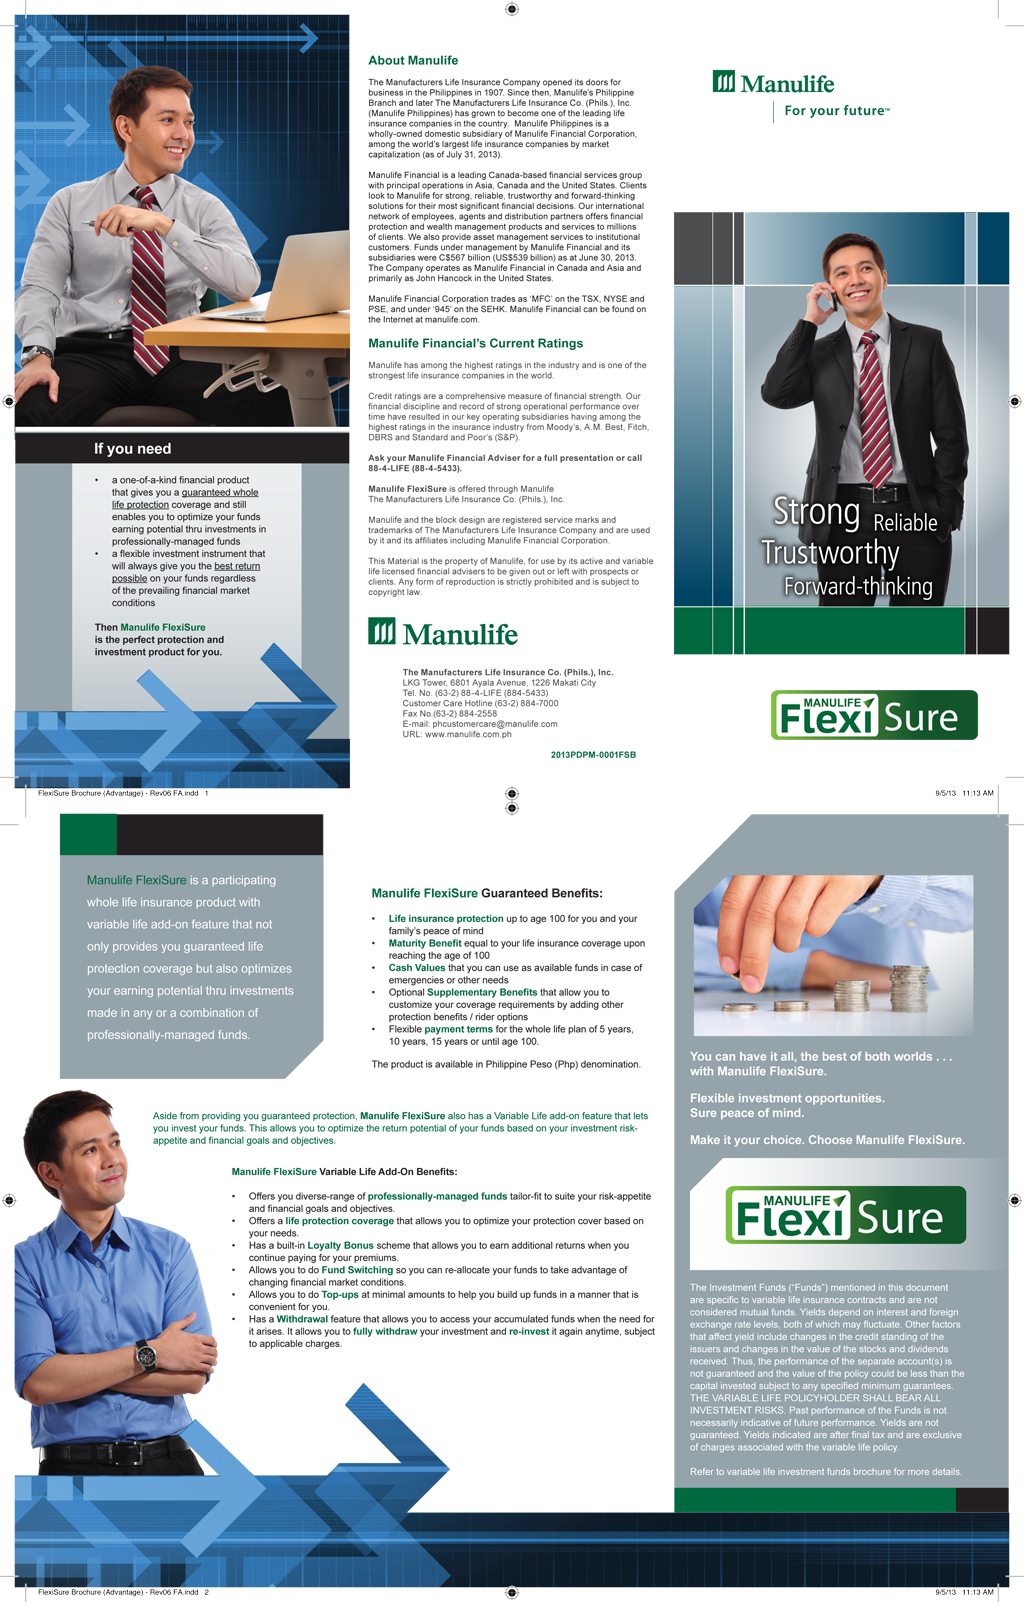 If you need
• a one-of-a-kind financial product
that gives you a guaranteed whole
life protection coverage and still
enables you to optimize your funds
earning potential thru investments in
professionally-managed funds
• a flexible investment instrument that
will always give you the best return
possible on your funds regardless
of the prevailing financial market
conditions
Then Manulife FlexiSure
is the perfect protection and
investment product for you.
About Manulife
The Manufacturers Life Insurance Company opened its doors for
business in the Philippines in 1907. Since then, Manulife's Philippine
Branch and later The Manufacturers Life Insurance Co. (Phils.), Inc.
(Manulife Philippines) has grown to become one of the leading life
insurance companies in the country. Manulife Philippines is a
wholly-owned domestic subsidiary of Manulife Financial Corporation,
among the world's largest life insurance companies by market
capitalization (as of July 31, 2013).
Manulife Financial is a leading Canada-based financial services group
with principal operations in Asia, Canada and the United States. Clients
look to Manulife for strong, reliable, trustworthy and forward-thinking
solutions for their most significant financial decisions. Our international
network of employees, agents and distribution partners offers financial
protection and wealth management products and services to millions
of clients. We also provide asset management services to institutional
customers. Funds under management by Manulife Financial and its
subsidiaries were C$567 billion (US$539 billion) as at June 30, 2013.
The Company operates as Manulife Financial in Canada and Asia and
primarily as John Hancock in the United States.
Manulife Financial Corporation trades as 'MFC' on the TSX, NYSE and
PSE, and under '945' on the SEHK. Manulife Financial can be found on
the Internet at manulife.com.
Manulife Financial's Current Ratings
Manulife has among the highest ratings in the industry and is one of the
strongest life insurance companies in the world.
Credit ratings are a comprehensive measure of financial strength. Our
financial discipline and record of strong operational performance over
time have resulted in our key operating subsidiaries having among the
highest ratings in the insurance industry from Moody's, A.M. Best, Fitch,
DBRS and Standard and Poor's (S&P).
Ask your Manulife Financial Adviser for a full presentation or call
88-4-LIFE (88-4-5433).
Manulife FlexiSure is offered through Manulife
The Manufacturers Life Insurance Co. (Phils.), Inc.
Manulife and the block design are registered service marks and
trademarks of The Manufacturers Life Insurance Company and are used
by it and its affiliates including Manulife Financial Corporation.
This Material is the property of Manulife, for use by its active and variable
life licensed financial advisers to be given out or left with prospects or
clients. Any form of reproduction is strictly prohibited and is subject to
copyright law.
Manulife
The Manufacturers Life Insurance Co. (Phils.), Inc.
LKG Tower, 6801 Ayala Avenue, 1226 Makati City
Tel. No. (63-2) 88-4-LIFE (884-5433)
Customer Care Hotline (63-2) 884-7000
Fax No.(63-2) 884-2558
E-mail: phcustomercare@manulife.com
URL: www.manulife.com.ph
2013PDPM-0001FSB
Manulife
For your future™
Strong Reliable
Trustworthy
Forward-thinking
MANULIFE
Flexi Sure
FlexiSure Brochure (Advantage) - Rev06 FA.indd 1
9/5/13 11:13 AM
Manulife FlexiSure is a participating
whole life insurance product with
variable life add-on feature that not
only provides you guaranteed life
protection coverage but also optimizes
your earning potential thru investments
made in any or a combination of
professionally-managed funds.
Manulife FlexiSure Guaranteed Benefits:
• Life insurance protection up to age 100 for you and your
family's peace of mind
• Maturity Benefit equal to your life insurance coverage upon
reaching the age of 100
• Cash Values that you can use as available funds in case of
emergencies or other needs
• Optional Supplementary Benefits that allow you to
customize your coverage requirements by adding other
protection benefits / rider options
• Flexible payment terms for the whole life plan of 5 years,
10 years, 15 years or until age 100.
The product is available in Philippine Peso (Php) denomination.
Aside from providing you guaranteed protection, Manulife FlexiSure also has a Variable Life add-on feature that lets
you invest your funds. This allows you to optimize the return potential of your funds based on your investment risk-
appetite and financial goals and objectives.
Manulife FlexiSure Variable Life Add-On Benefits:
• Offers you diverse-range of professionally-managed funds tailor-fit to suite your risk-appetite
and financial goals and objectives.
• Offers a life protection coverage that allows you to optimize your protection cover based on
your needs.
• Has a built-in Loyalty Bonus scheme that allows you to earn additional returns when you
continue paying for your premiums.
• Allows you to do Fund Switching so you can re-allocate your funds to take advantage of
changing financial market conditions.
• Allows you to do Top-ups at minimal amounts to help you build up funds in a manner that is
convenient for you.
• Has a Withdrawal feature that allows you to access your accumulated funds when the need for
it arises. It allows you to fully withdraw your investment and re-invest it again anytime, subject
to applicable charges.
You can have it all, the best of both worlds . . .
with Manulife FlexiSure.
Flexible investment opportunities.
Sure peace of mind.
Make it your choice. Choose Manulife FlexiSure.
MANULIFE
Flexi Sure
The Investment Funds ("Funds") mentioned in this document
are specific to variable life insurance contracts and are not
considered mutual funds. Yields depend on interest and foreign
exchange rate levels, both of which may fluctuate. Other factors
that affect yield include changes in the credit standing of the
issuers and changes in the value of the stocks and dividends
received. Thus, the performance of the separate account(s) is
not guaranteed and the value of the policy could be less than the
capital invested subject to any specified minimum guarantees.
THE VARIABLE LIFE POLICYHOLDER SHALL BEAR ALL
INVESTMENT RISKS. Past performance of the Funds is not
necessarily indicative of future performance. Yields are not
guaranteed. Yields indicated are after final tax and are exclusive
of charges associated with the variable life policy.
Refer to variable life investment funds brochure for more details.
FlexiSure Brochure (Advantage) - Rev06 FA.indd 2
9/5/13 11:13 AM